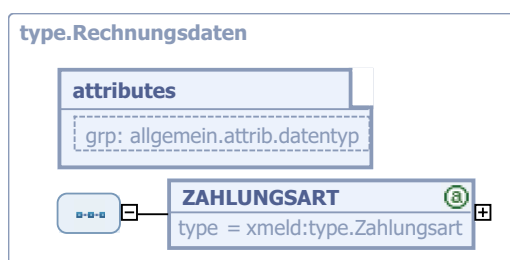 type.Rechnungsdaten
attributes
grp: allgemein.attrib.datentyp
ZAHLUNGSART
a
type = xmeld:type.Zahlungsart